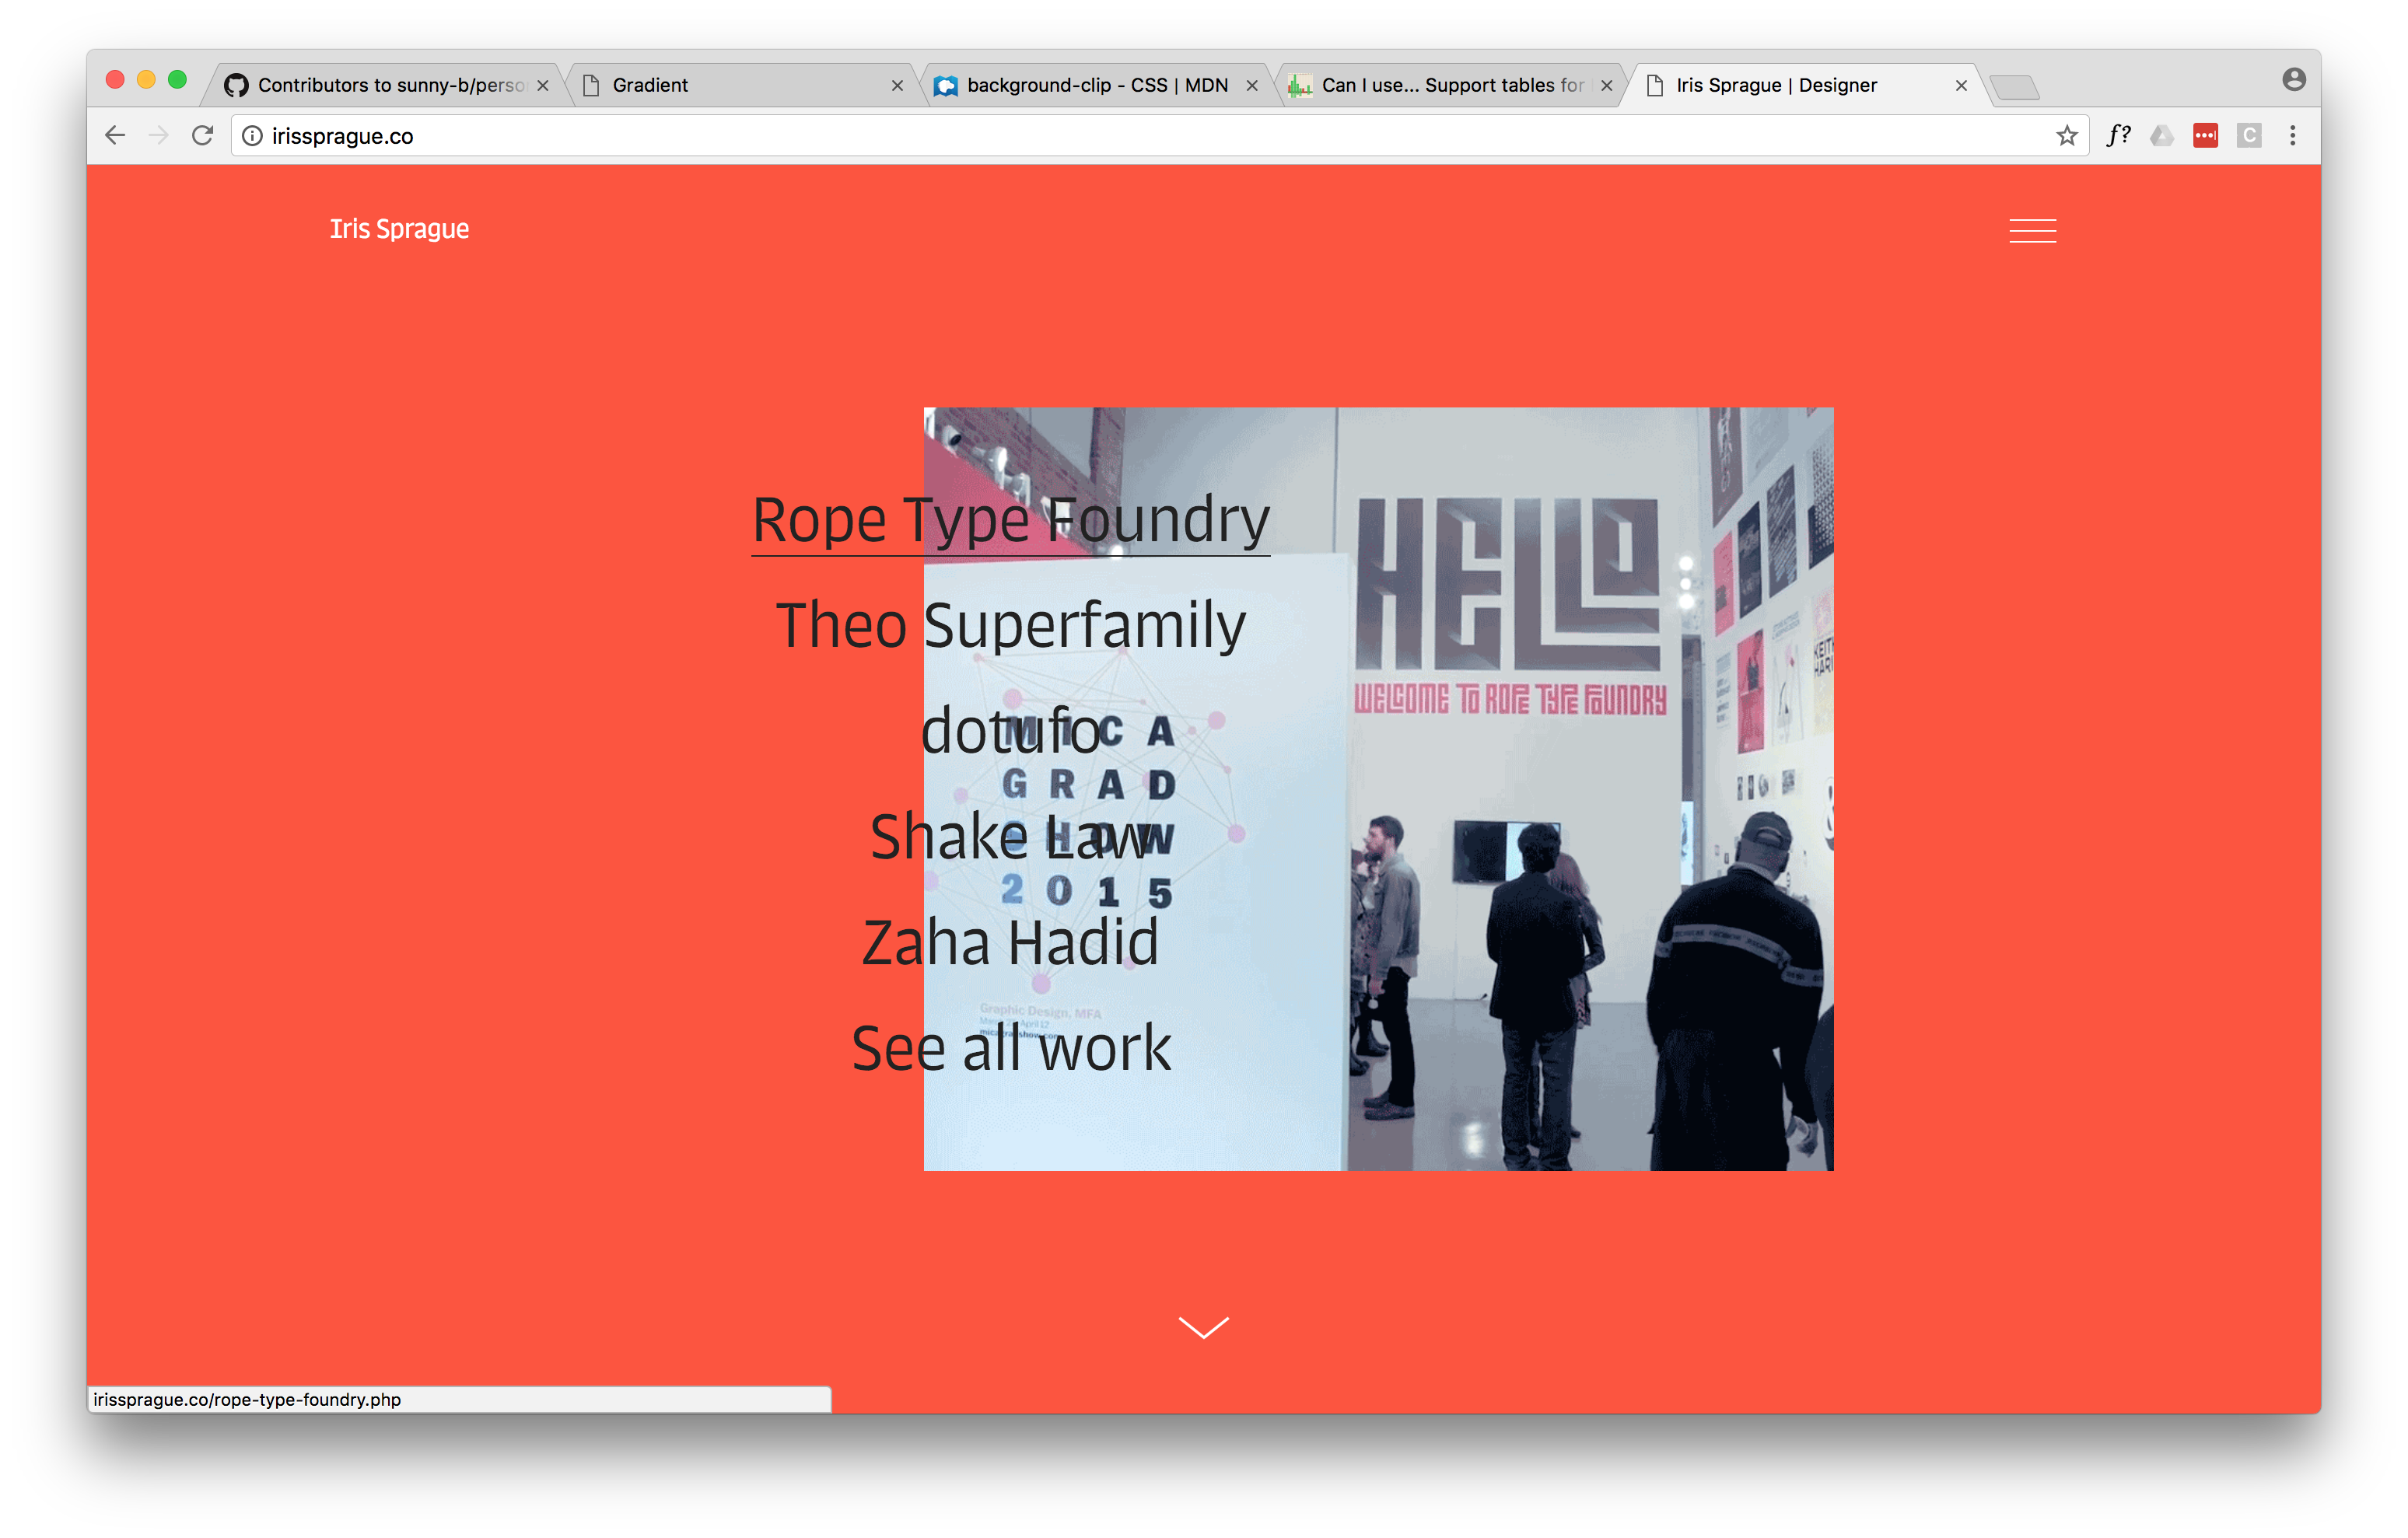 Contributors to sunny-b/perso
Gradient
background-clip - CSS | MDN
Can I use... Support tables for
Iris Sprague | Designer
irissprague.co
f?
C
Iris Sprague
HELLO
WELCOME TO ROPE TYPE FOUNDRY
KEITH
HARI
Rope Type Foundry
Theo Superfamily
dotufo
Shake Law
Zaha Hadid
See all work
MICA
GRAD
SHOW
2015
Graphic Design, MFA
&
irissprague.co/rope-type-foundry.php